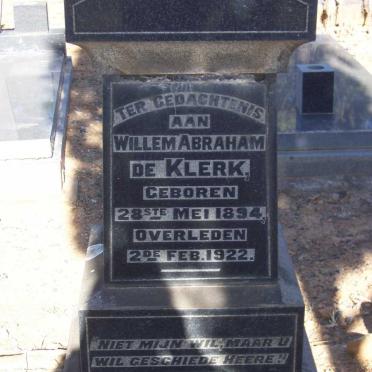 TER GEDACHTENIS
AAN
WILLEM ABRAHAM
DE KLERK,
GEBOREN
28STE MEI 1894,
OVERLEDEN
2DE FEB. 1922.
"NIET MIJN WIL, MAAR U
WIL GESCHIEDE HEERE".